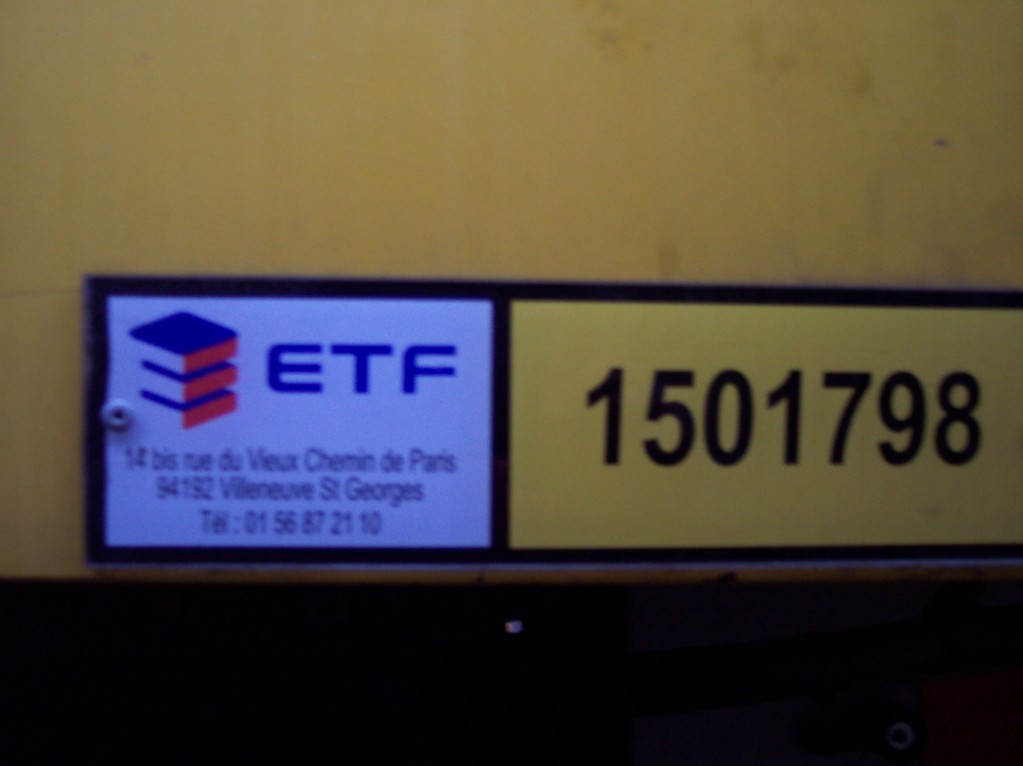 ETF
14 bis rue du Vieux Chemin de Paris
94192 Villeneuve St Georges
Tél : 01 56 87 21 10
1501798